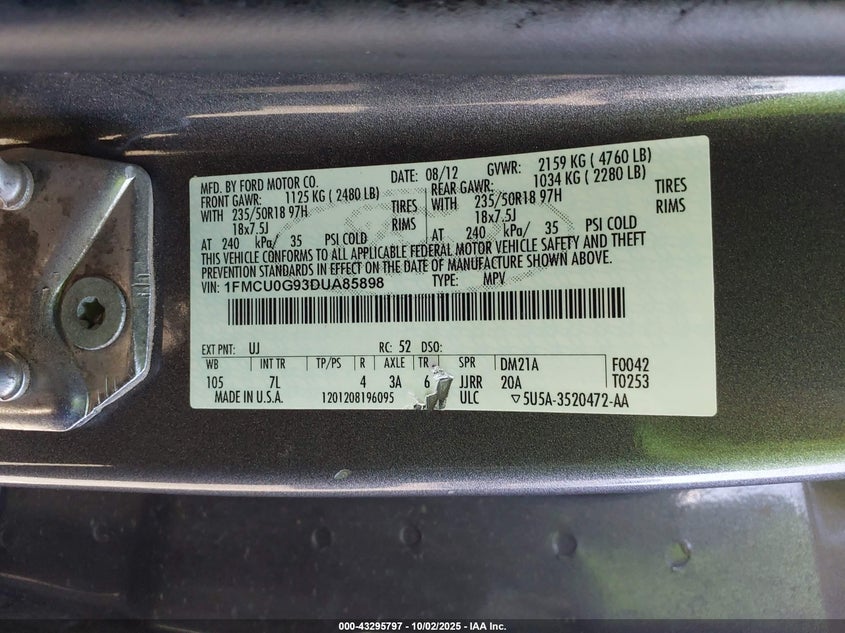 MFD. BY FORD MOTOR CO. DATE: 08/12 GVWR: 2159 KG ( 4760 LB)
FRONT GAWR: 1125 KG ( 2480 LB) REAR GAWR: 1034 KG ( 2280 LB)
WITH 235/50R18 97H TIRES WITH 235/50R18 97H TIRES
18x7.5J RIMS 18x7.5J RIMS
AT 240 kPa/ 35 PSI COLD AT 240 kPa/ 35 PSI COLD
THIS VEHICLE CONFORMS TO ALL APPLICABLE FEDERAL MOTOR VEHICLE SAFETY AND THEFT
PREVENTION STANDARDS IN EFFECT ON THE DATE OF MANUFACTURE SHOWN ABOVE.
VIN: 1FMCU0G93DUA85898 TYPE: MPV
EXT PNT: UJ RC: 52 DSO:
WB INT TR TP/PS R AXLE TR SPR DM21A F0042
105 7L 4 3A 6 JJRR 20A T0253
MADE IN U.S.A. 1201208196095 ULC ▽5U5A-3520472-AA
000-43295797 - 10/02/2025 - IAA Inc.